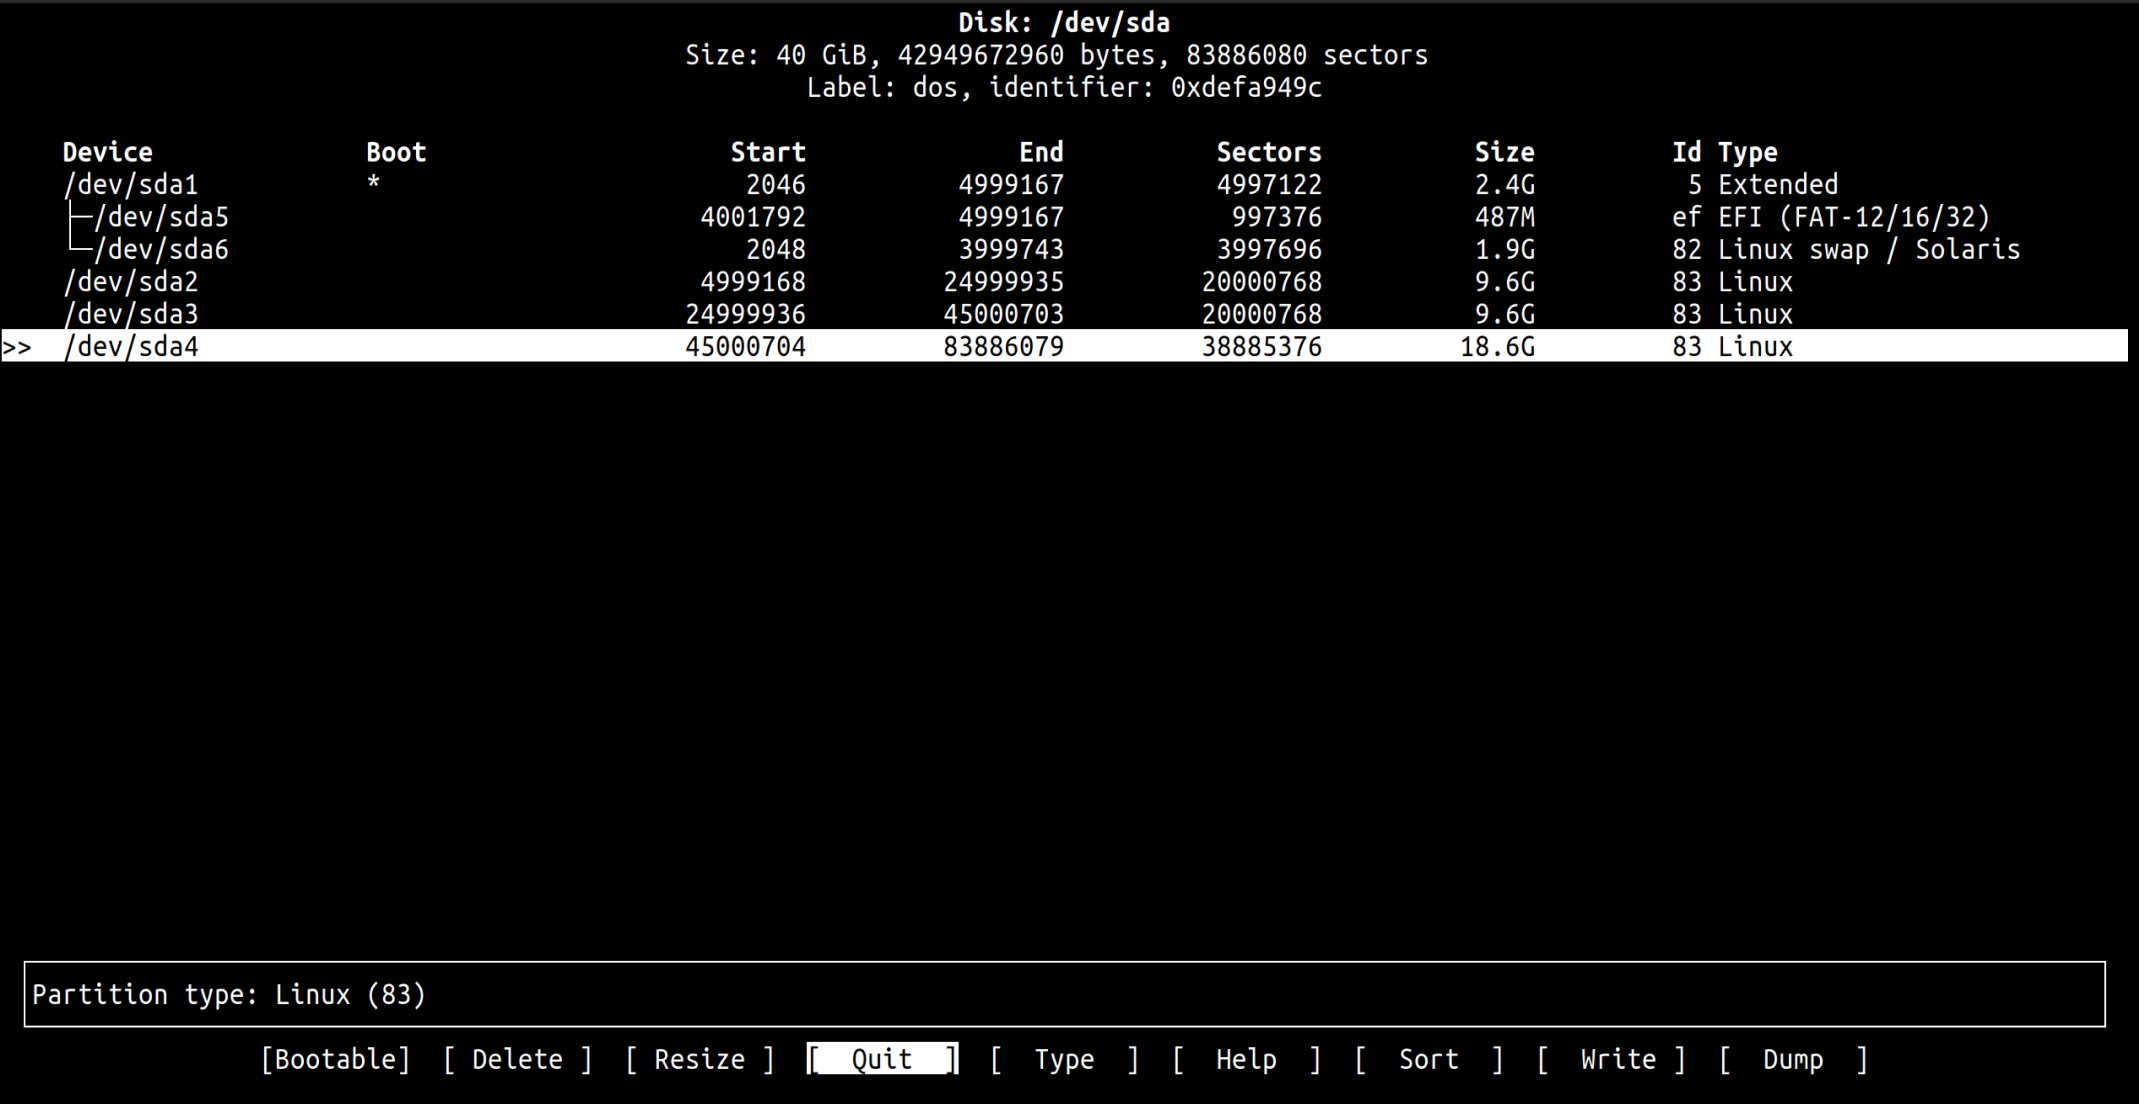 Disk: /dev/sda
Size: 40 GiB, 42949672960 bytes, 83886080 sectors
Label: dos, identifier: 0xdefa949c
Device Boot Start End Sectors Size Id Type
/dev/sda1 * 2046 4999167 4997122 2.4G 5 Extended
├─/dev/sda5 4001792 4999167 997376 487M ef EFI (FAT-12/16/32)
└─/dev/sda6 2048 3999743 3997696 1.9G 82 Linux swap / Solaris
/dev/sda2 4999168 24999935 20000768 9.6G 83 Linux
/dev/sda3 24999936 45000703 20000768 9.6G 83 Linux
>> /dev/sda4 45000704 83886079 38885376 18.6G 83 Linux
Partition type: Linux (83)
[Bootable] [ Delete ] [ Resize ] [ Quit ] [ Type ] [ Help ] [ Sort ] [ Write ] [ Dump ]